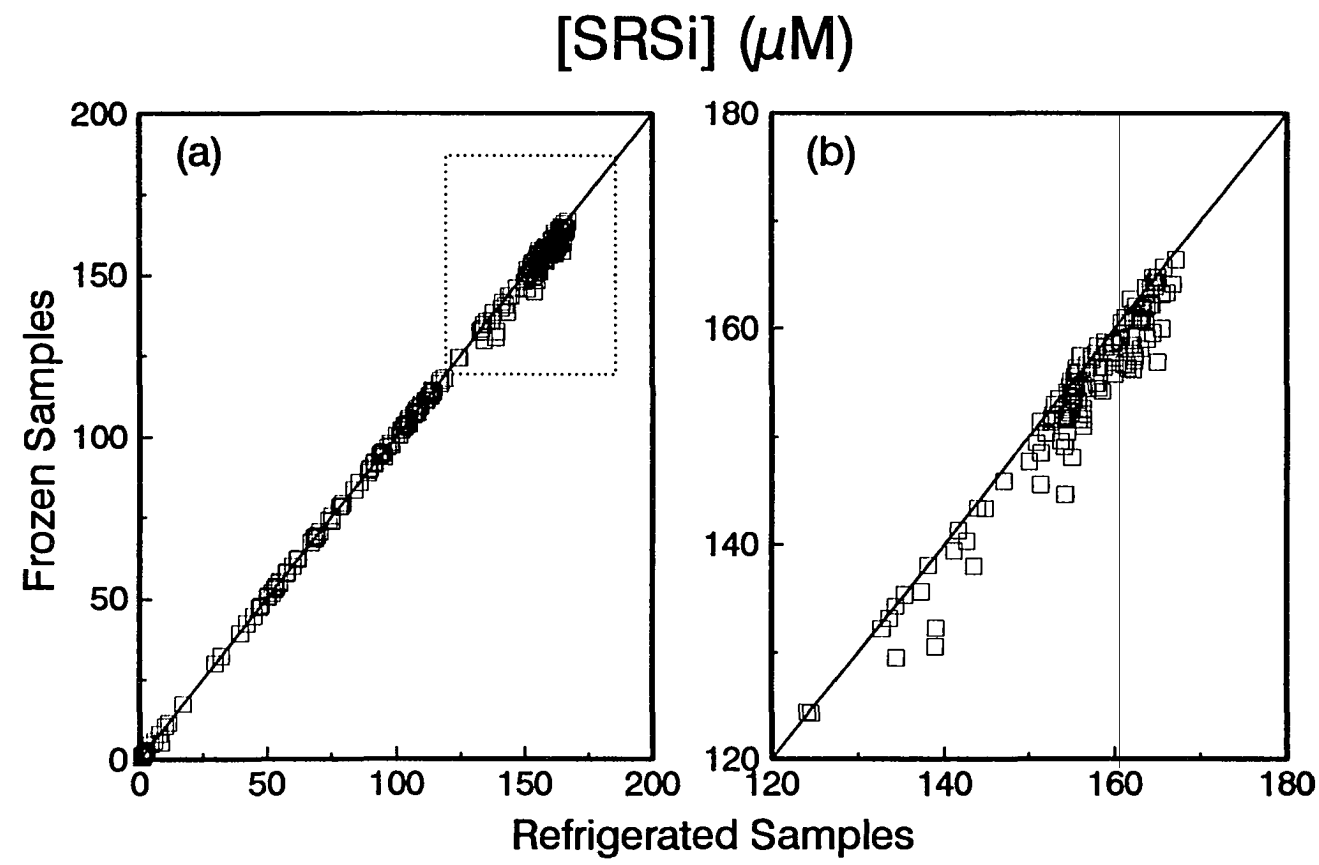 [SRSi] (μM)
Frozen Samples
(a)
200
150
100
50
0
0 50 100 150 200
(b)
180
160
140
120
120 140 160 180
Refrigerated Samples